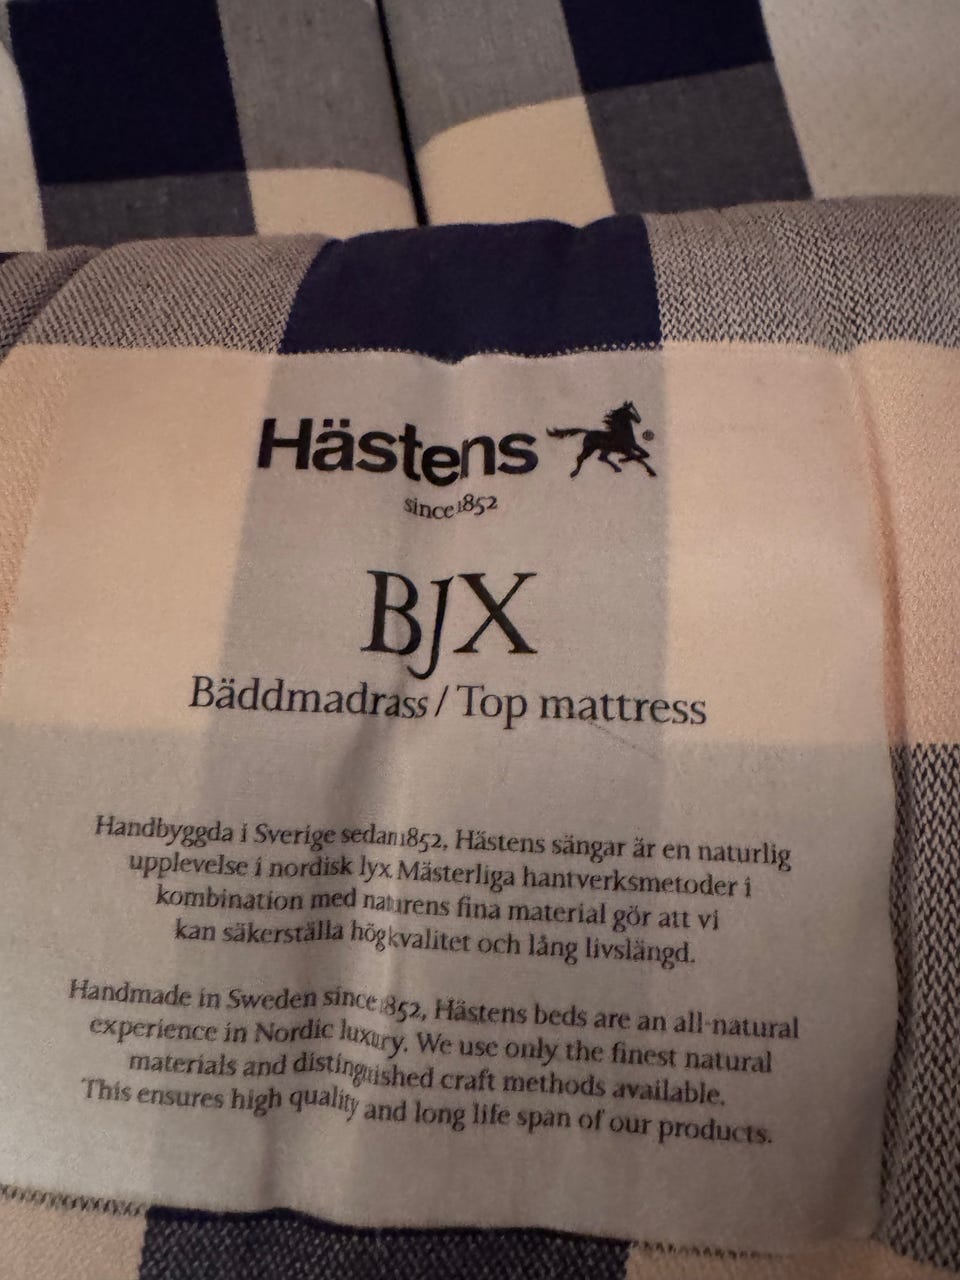 Hästens ®
since 1852
BJX
Bäddmadrass / Top mattress
Handbyggda i Sverige sedan 1852, Hästens sängar är en naturlig
upplevelse i nordisk lyx. Mästerliga hantverksmetoder i
kombination med naturens fina material gör att vi
kan säkerställa hög kvalitet och lång livslängd.
Handmade in Sweden since 1852, Hästens beds are an all-natural
experience in Nordic luxury. We use only the finest natural
materials and distinguished craft methods available.
This ensures high quality and long life span of our products.